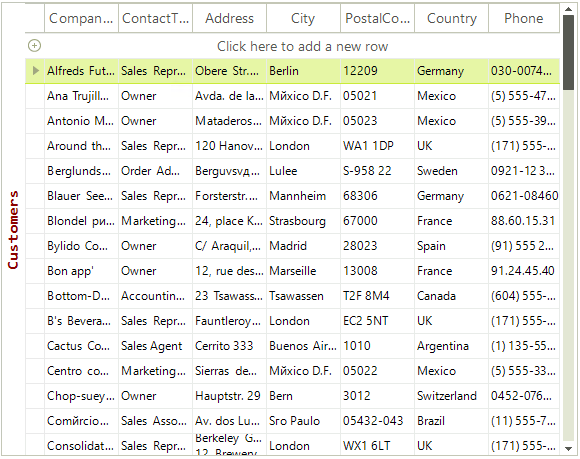 Customers
Compan... ContactT... Address City PostalCo... Country Phone
Click here to add a new row
Alfreds Fut... Sales Repr... Obere Str.... Berlin 12209 Germany 030-0074...
Ana Trujill... Owner Avda. de la... Mйxico D.F. 05021 Mexico (5) 555-47...
Antonio M... Owner Mataderos... Mйxico D.F. 05023 Mexico (5) 555-39...
Around th... Sales Repr... 120 Hanov... London WA1 1DP UK (171) 555-...
Berglunds... Order Ad... Berguvsvд... Lulee S-958 22 Sweden 0921-12 3...
Blauer See... Sales Repr... Forsterstr.... Mannheim 68306 Germany 0621-08460
Blondel pи... Marketing... 24, place K... Strasbourg 67000 France 88.60.15.31
Bylido Co... Owner C/ Araquil,... Madrid 28023 Spain (91) 555 2...
Bon app' Owner 12, rue des... Marseille 13008 France 91.24.45.40
Bottom-D... Accountin... 23 Tsawass... Tsawassen T2F 8M4 Canada (604) 555-...
B's Bevera... Sales Repr... Fauntleroy... London EC2 5NT UK (171) 555-...
Cactus Co... Sales Agent Cerrito 333 Buenos Air... 1010 Argentina (1) 135-55...
Centro co... Marketing... Sierras de... Mйxico D.F. 05022 Mexico (5) 555-33...
Chop-suey... Owner Hauptstr. 29 Bern 3012 Switzerland 0452-076...
Comйrcio... Sales Asso... Av. dos Lu... Sгo Paulo 05432-043 Brazil (11) 555-7...
Consolidat... Sales Repr... Berkeley G... London WX1 6LT UK (171) 555-...
12 Brewery